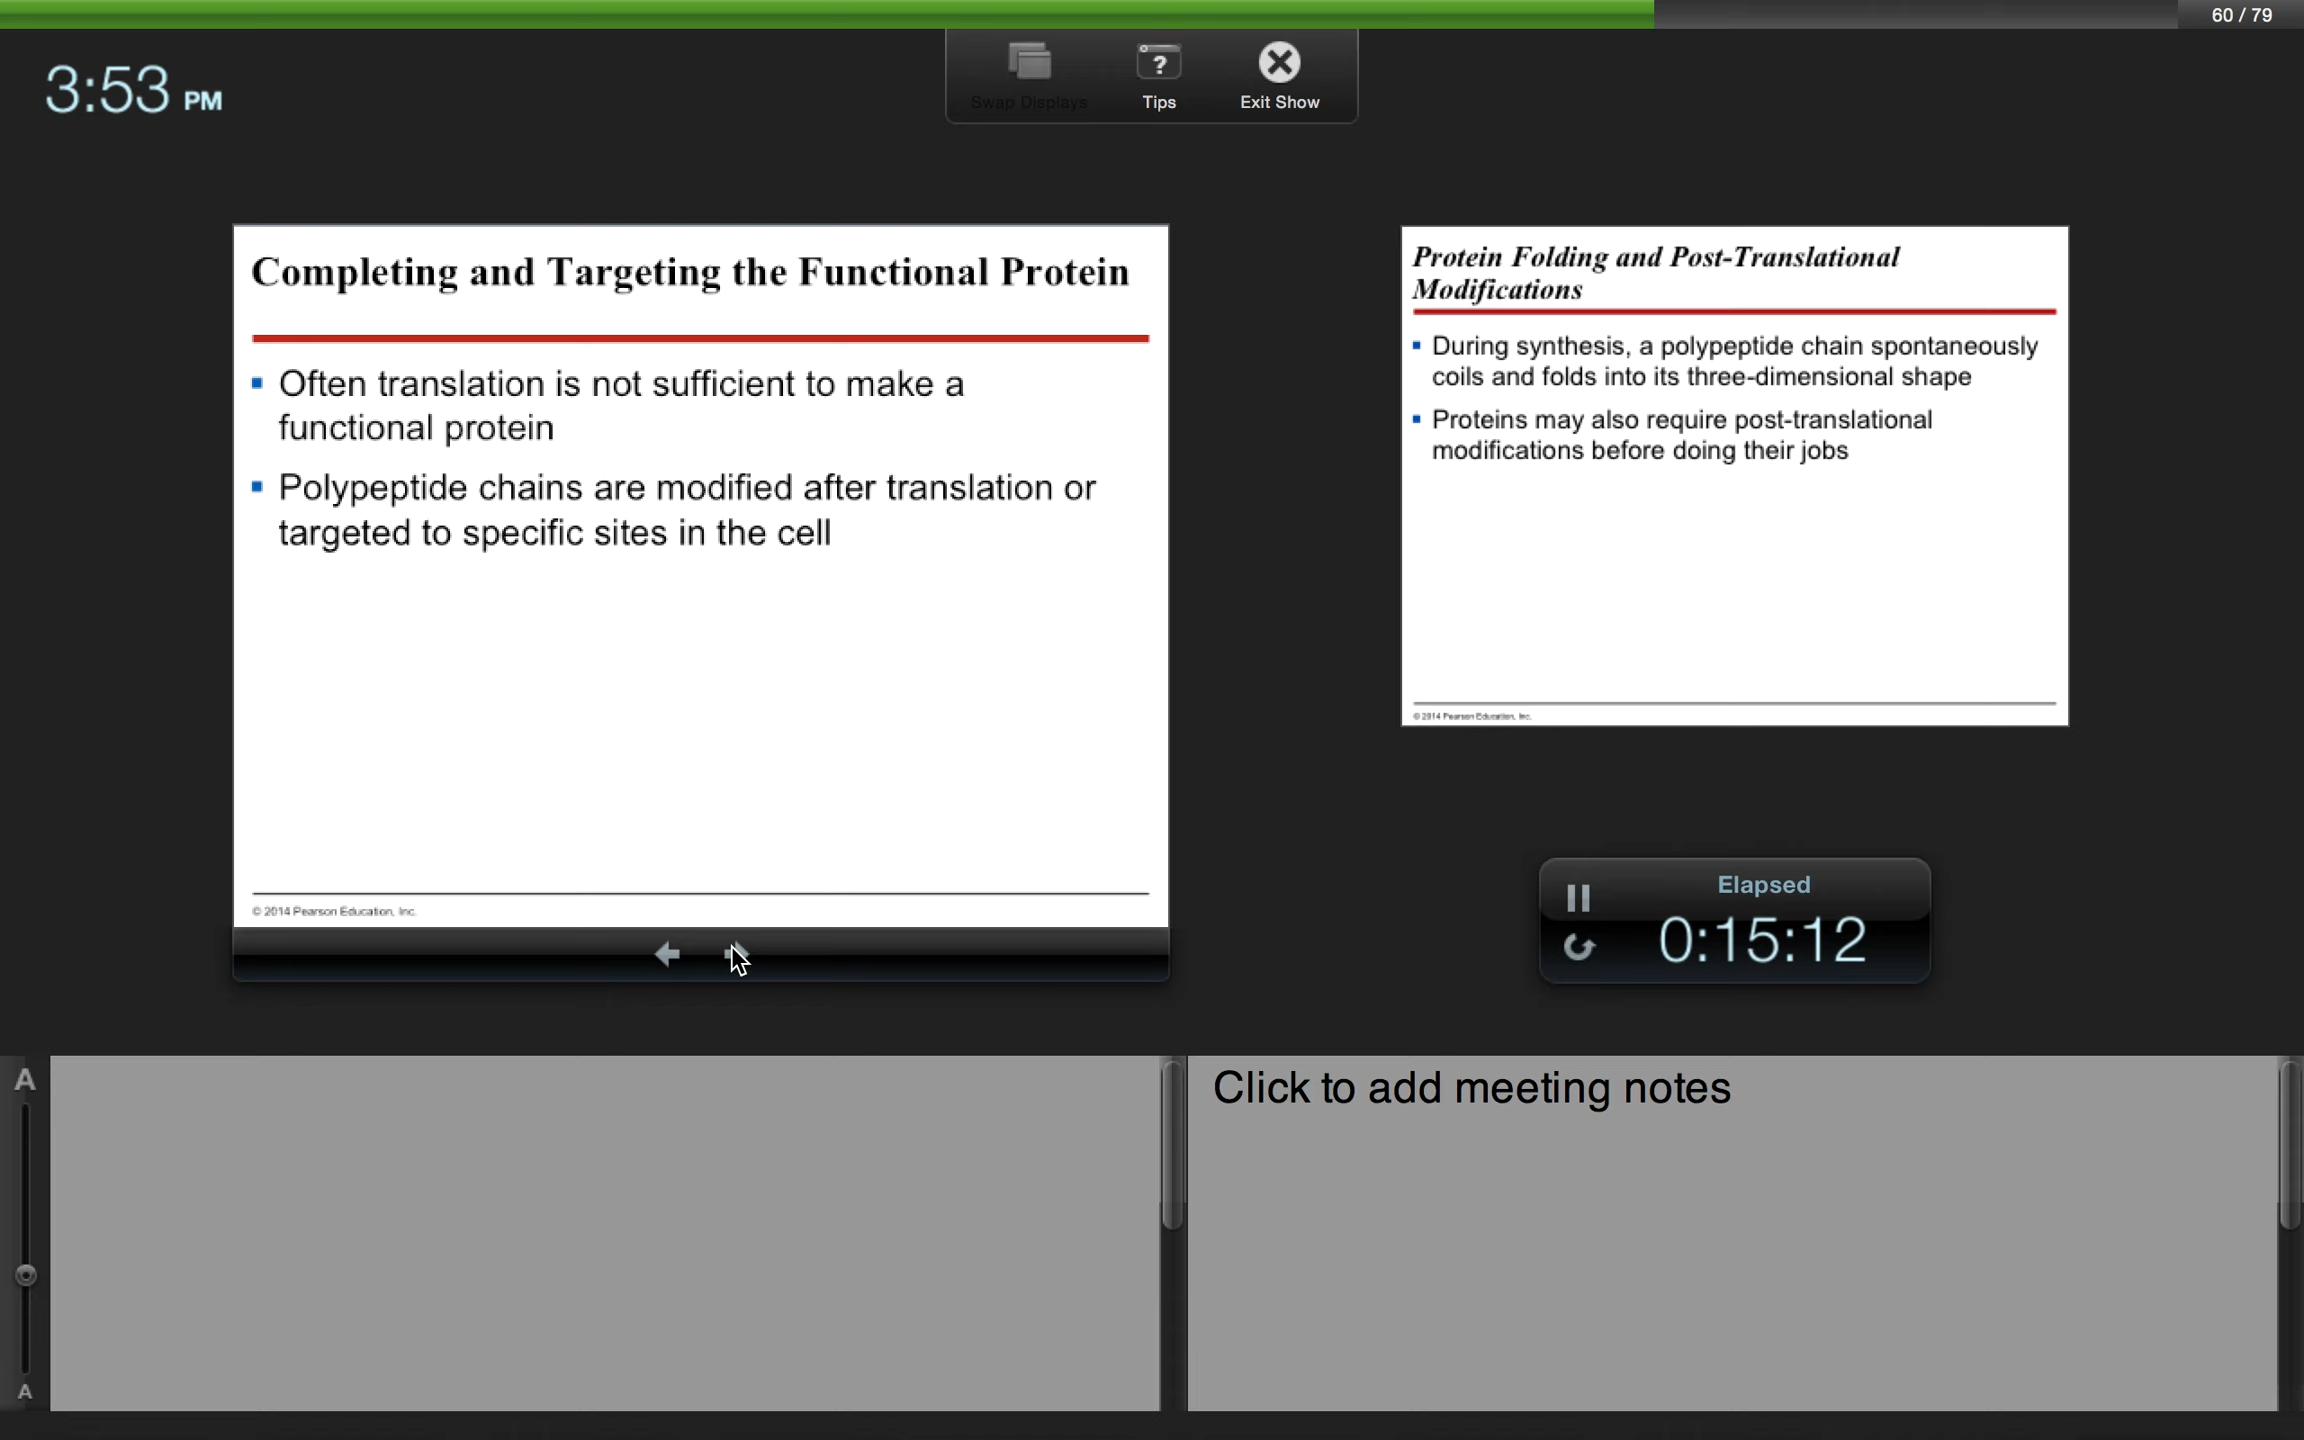 60 / 79
3:53 PM
Swap Displays
Tips
Exit Show
Completing and Targeting the Functional Protein
Often translation is not sufficient to make a
functional protein
Polypeptide chains are modified after translation or
targeted to specific sites in the cell
© 2014 Pearson Education, Inc.
Protein Folding and Post-Translational
Modifications
During synthesis, a polypeptide chain spontaneously
coils and folds into its three-dimensional shape
Proteins may also require post-translational
modifications before doing their jobs
© 2014 Pearson Education, Inc.
Elapsed
0:15:12
A
A
Click to add meeting notes